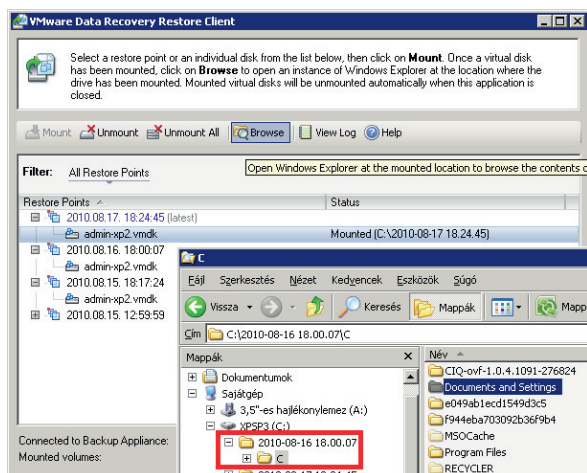 VMware Data Recovery Restore Client
Select a restore point or an individual disk from the list below, then click on Mount. Once a virtual disk
has been mounted, click on Browse to open an instance of Windows Explorer at the location where the
drive has been mounted. Mounted virtual disks will be unmounted automatically when this application is
closed.
Mount Unmount Unmount All Browse View Log Help
Filter: All Restore Points
Open Windows Explorer at the mounted location to browse the contents o
Restore Points Status
2010.08.17. 18:24:45 (latest)
admin-xp2.vmdk Mounted (C:\2010-08-17 18.24.45)
2010.08.16. 18:00:07
admin-xp2.vmdk
2010.08.15. 18:17:24
admin-xp2.vmdk
2010.08.15. 12:59:59
Connected to Backup Appliance:
Mounted volumes:
C
Fájl Szerkesztés Nézet Kedvencek Eszközök Súgó
Vissza Keresés Mappák Mapp
Cím C:\2010-08-16 18.00.07\C
Mappák x Név
Dokumentumok
Sajátgép
3,5"-es hajlékonylemez (A:)
XPSP3 (C:)
2010-08-16 18.00.07
C
2010-08-17 18.24.45
CIQ-ovf-1.0.4.1091-276824
Documents and Settings
e049ab1ecd1549d3c5
f944eba703092b36f9b4
MSOCache
Program Files
RECYCLER